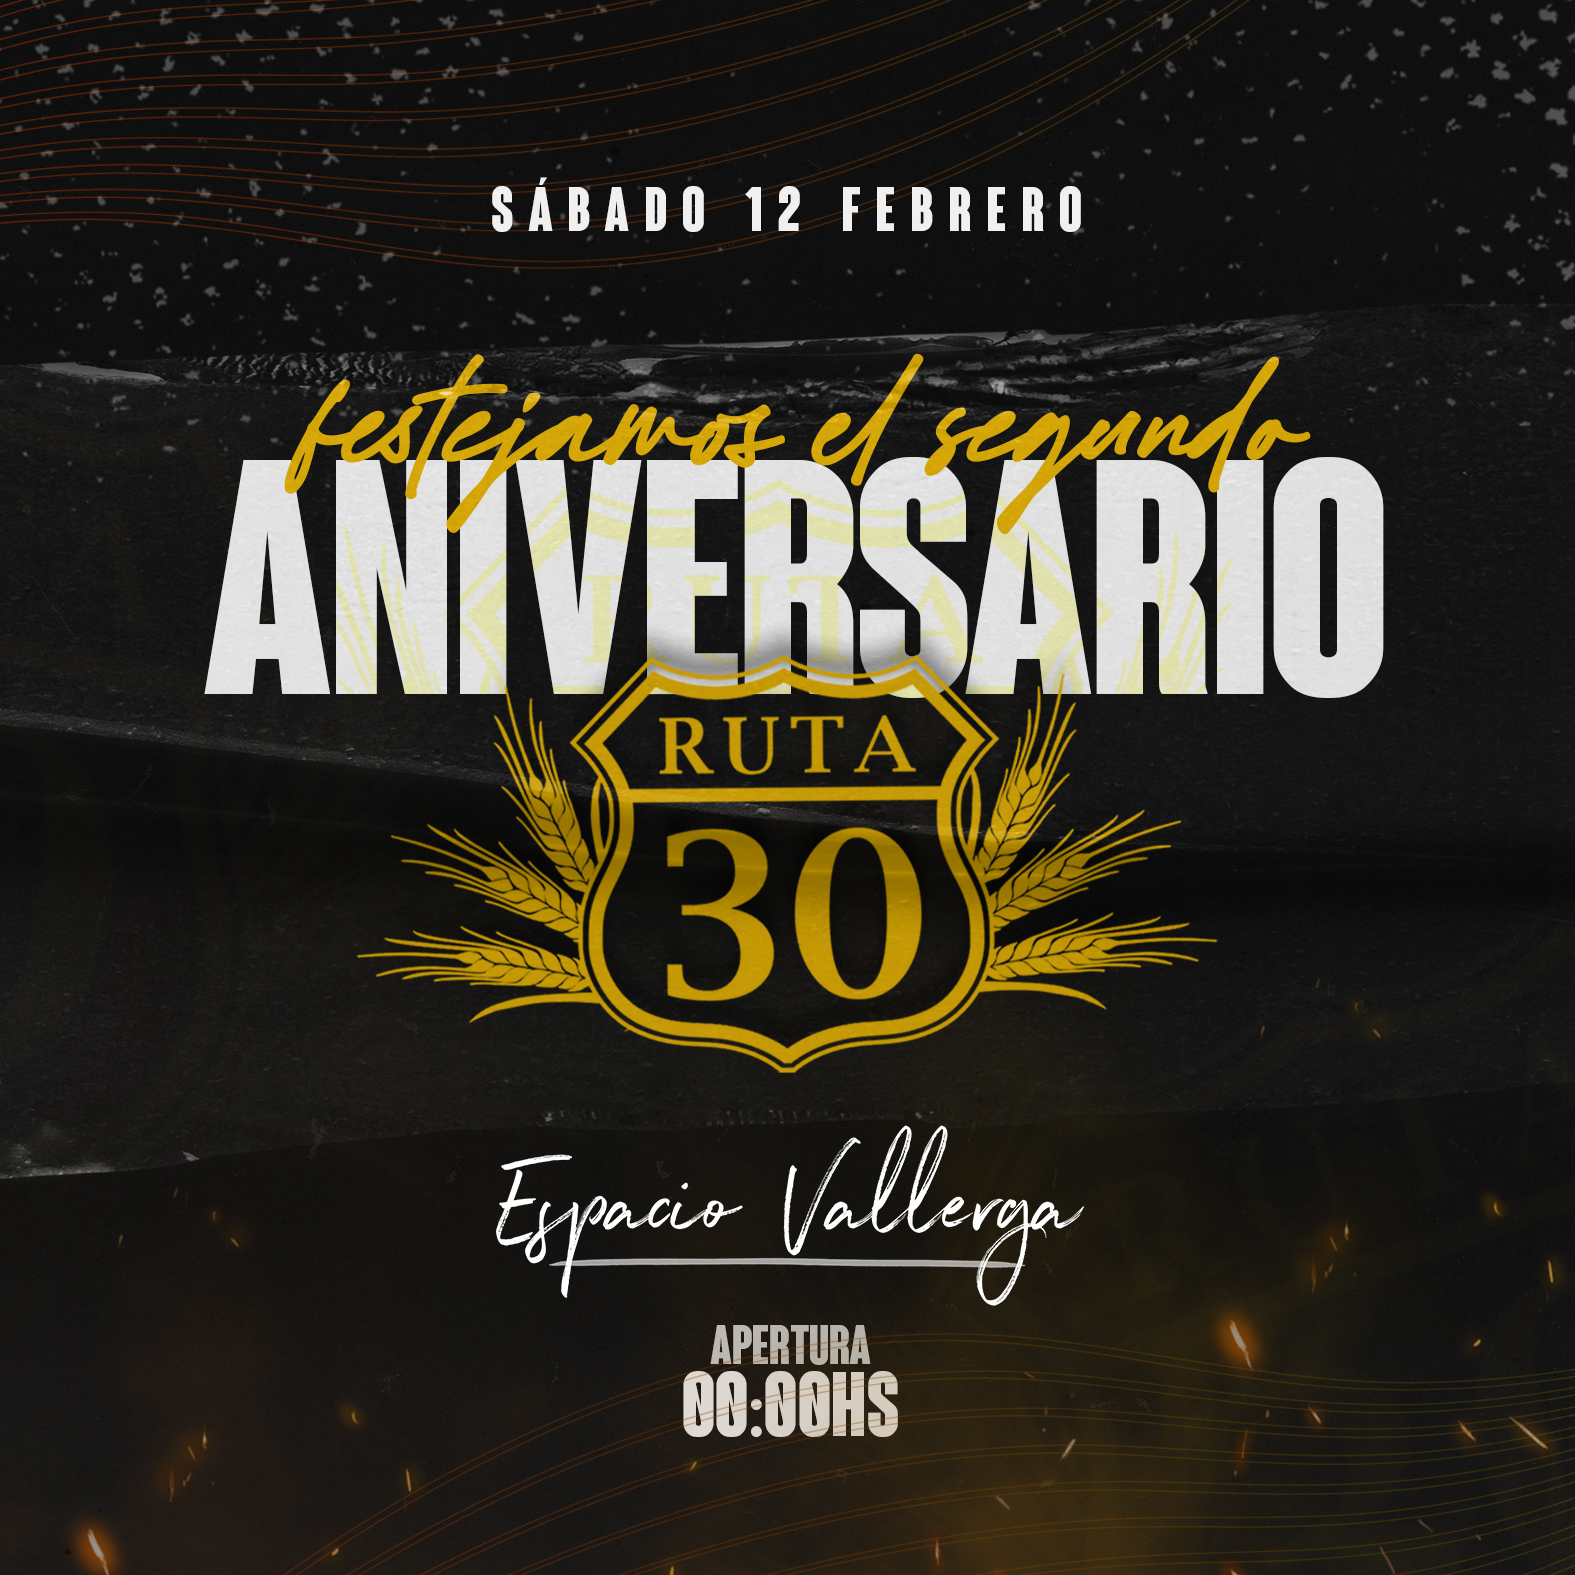 SÁBADO 12 FEBRERO
festejamos el segundo
ANIVERSARIO
RUTA
30
Espacio Vallerga
APERTURA
00:00HS